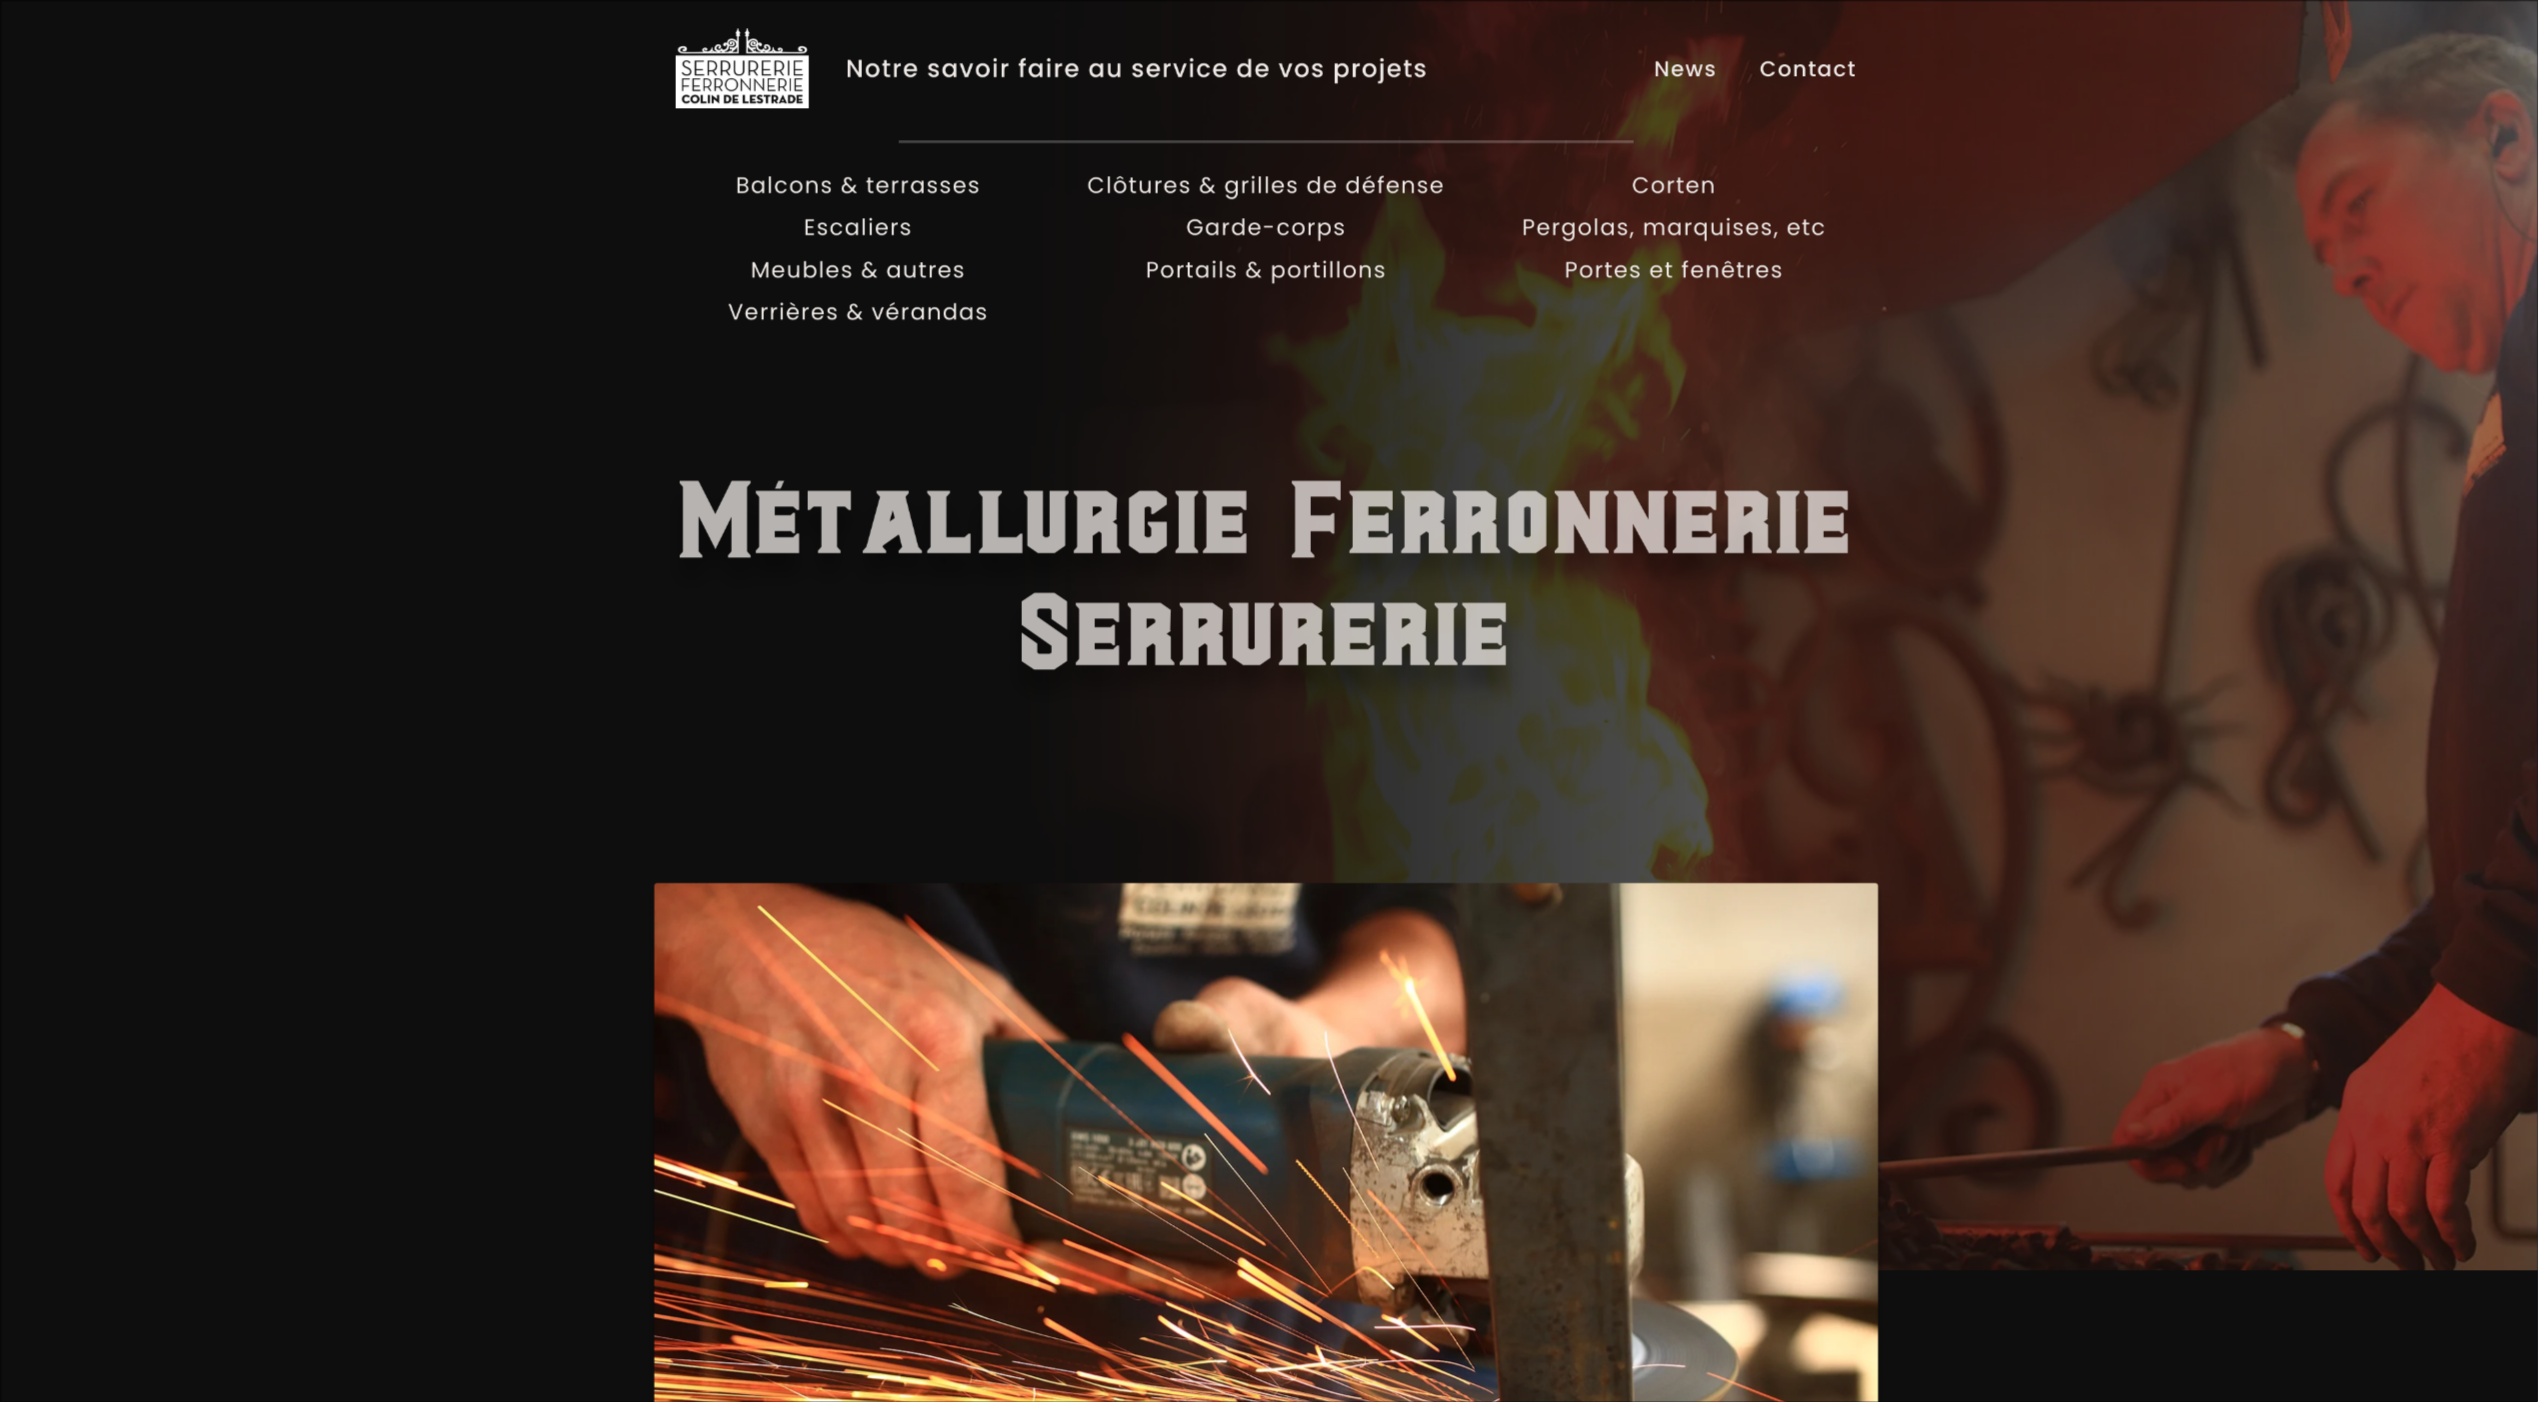 SERRURERIE
FERRONNERIE
COLIN DE LESTRADE
Notre savoir faire au service de vos projets
News
Contact
Balcons & terrasses
Clôtures & grilles de défense
Corten
Escaliers
Garde-corps
Pergolas, marquises, etc
Meubles & autres
Portails & portillons
Portes et fenêtres
Verrières & vérandas
Métallurgie Ferronnerie
Serrurerie